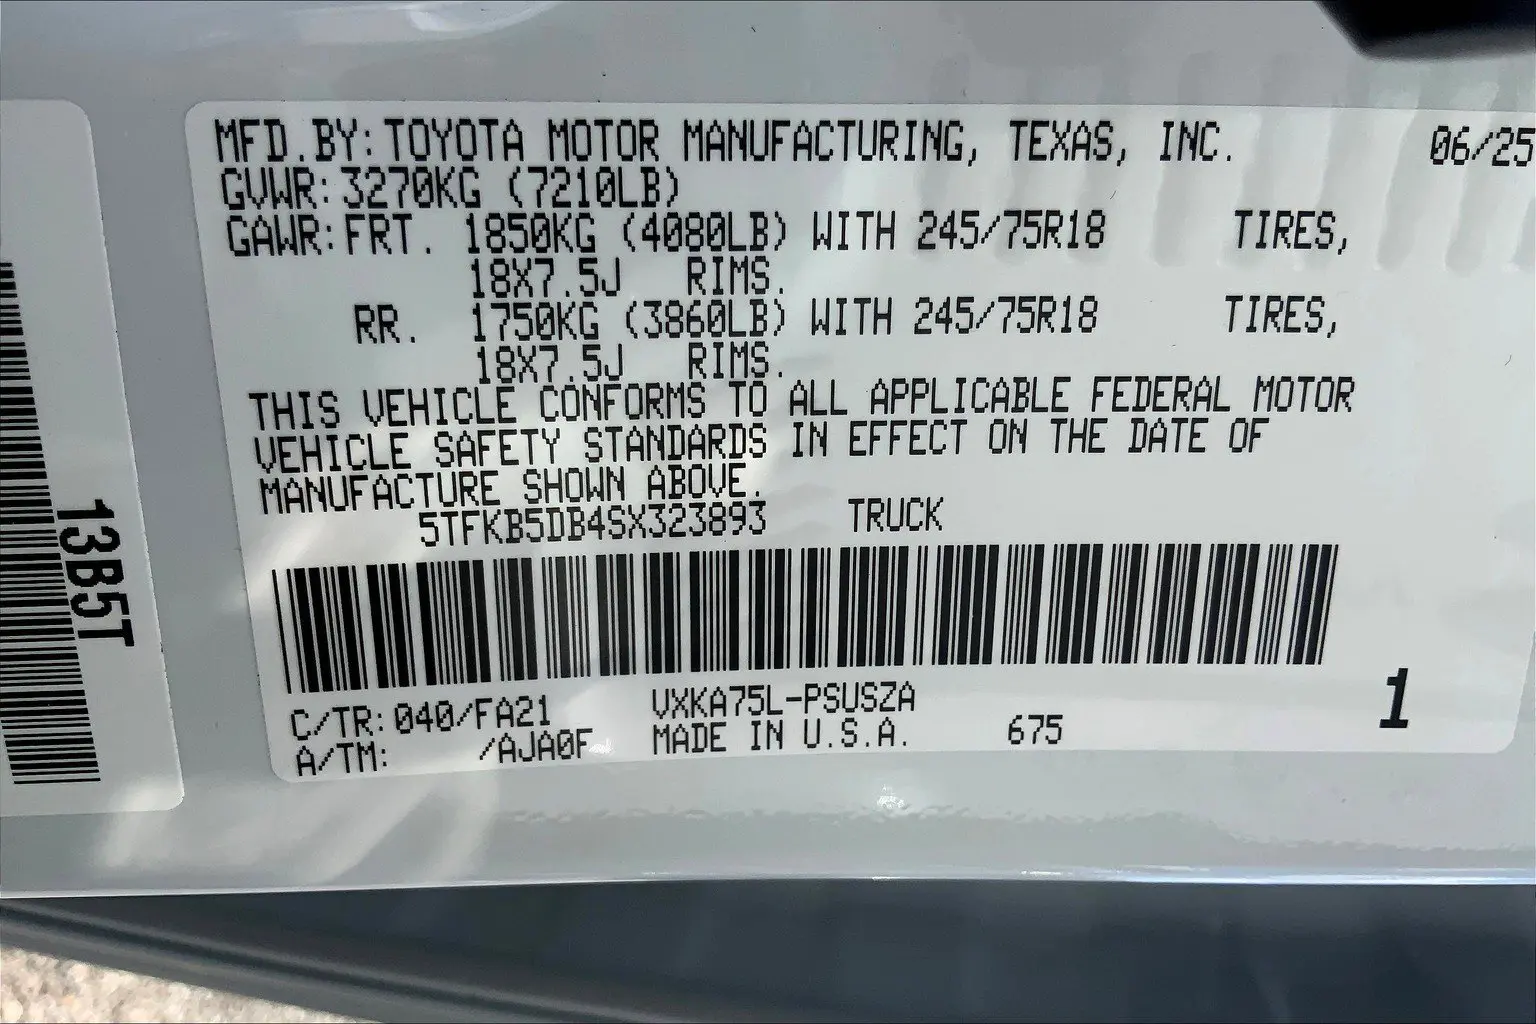 MFD.BY: TOYOTA MOTOR MANUFACTURING, TEXAS, INC. 06/25
GVWR: 3270KG (7210LB)
GAWR: FRT. 1850KG (4080LB) WITH 245/75R18 TIRES,
18X7.5J RIMS.
RR. 1750KG (3860LB) WITH 245/75R18 TIRES,
18X7.5J RIMS.
THIS VEHICLE CONFORMS TO ALL APPLICABLE FEDERAL MOTOR
VEHICLE SAFETY STANDARDS IN EFFECT ON THE DATE OF
MANUFACTURE SHOWN ABOVE.
5TFKB5DB4SX323893 TRUCK
C/TR: 040/FA21 VXKA75L-PSUSZA
A/TM: /AJA0F MADE IN U.S.A. 675
1
13B5T